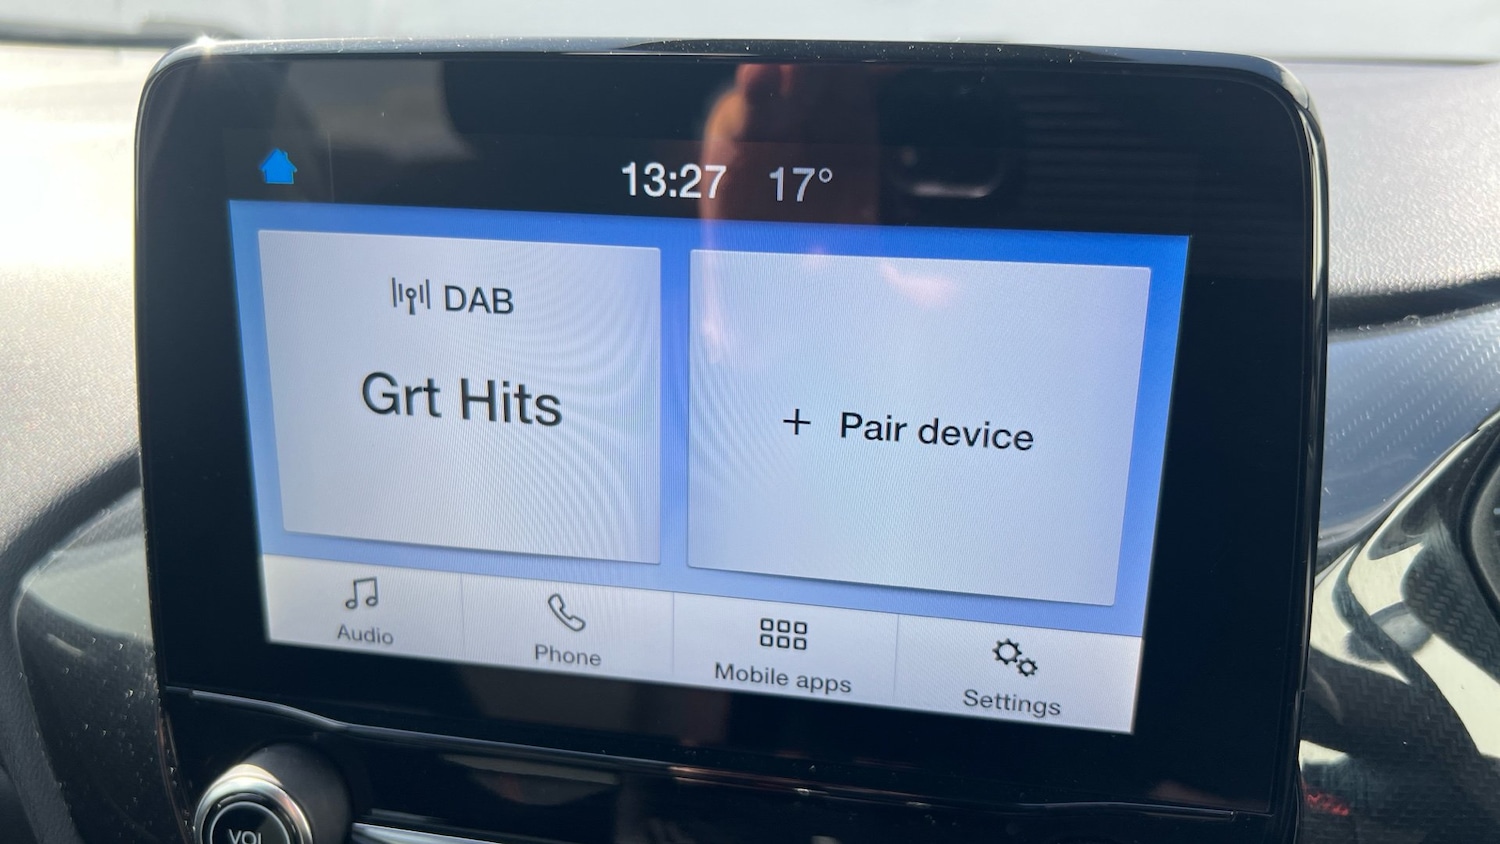 13:27 17°
DAB
Grt Hits
+ Pair device
Audio
Phone
Mobile apps
Settings
VOL